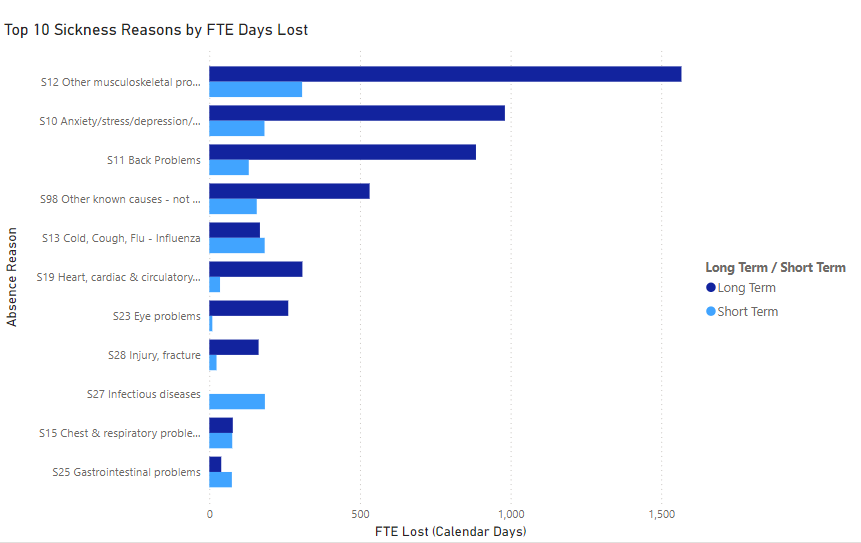 Top 10 Sickness Reasons by FTE Days Lost
S12 Other musculoskeletal pro...
S10 Anxiety/stress/depression/...
S11 Back Problems
S98 Other known causes - not ...
S13 Cold, Cough, Flu - Influenza
S19 Heart, cardiac & circulatory...
S23 Eye problems
S28 Injury, fracture
S27 Infectious diseases
S15 Chest & respiratory proble...
S25 Gastrointestinal problems
Absence Reason
0
500
1,000
1,500
FTE Lost (Calendar Days)
Long Term / Short Term
Long Term
Short Term